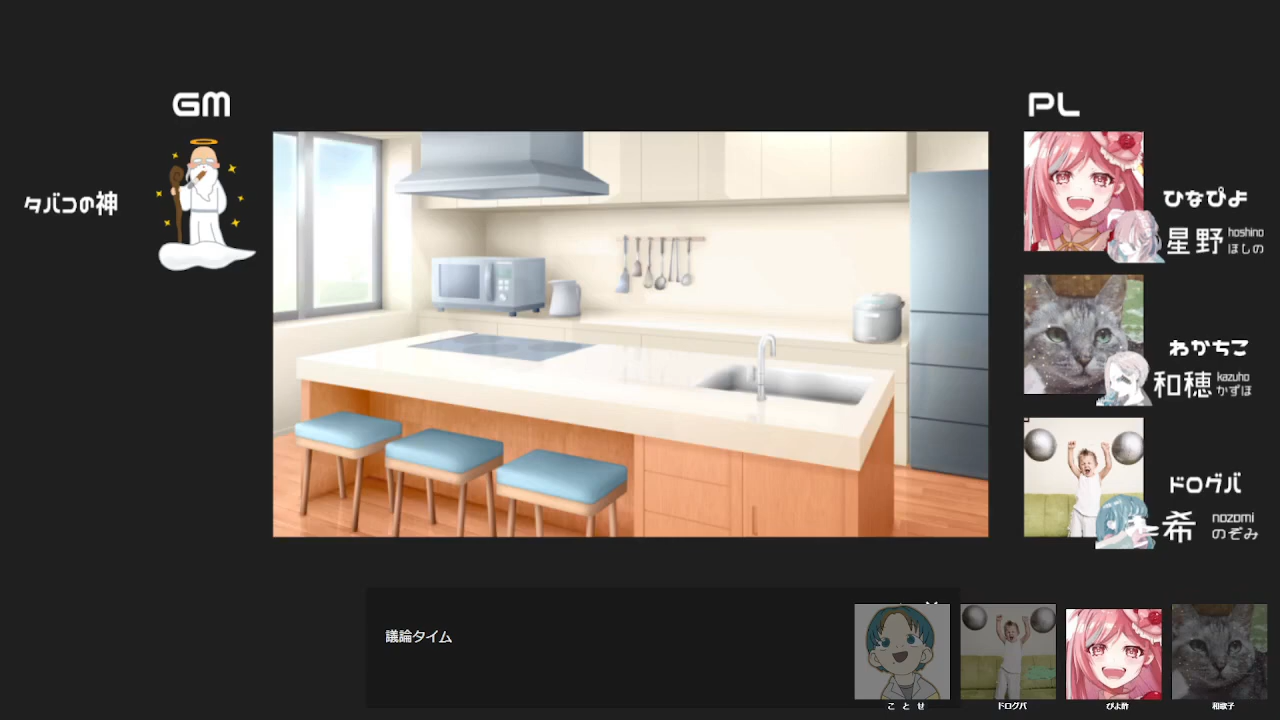 GM
タバコの神
PL
ひなぴよ
星野 hoshino ほしの
わかちこ
和穂 kazuho かずほ
ドログバ
希 nozomi のぞみ
議論タイム
ことせ
ドログバ
ぴよ酢
和歌子